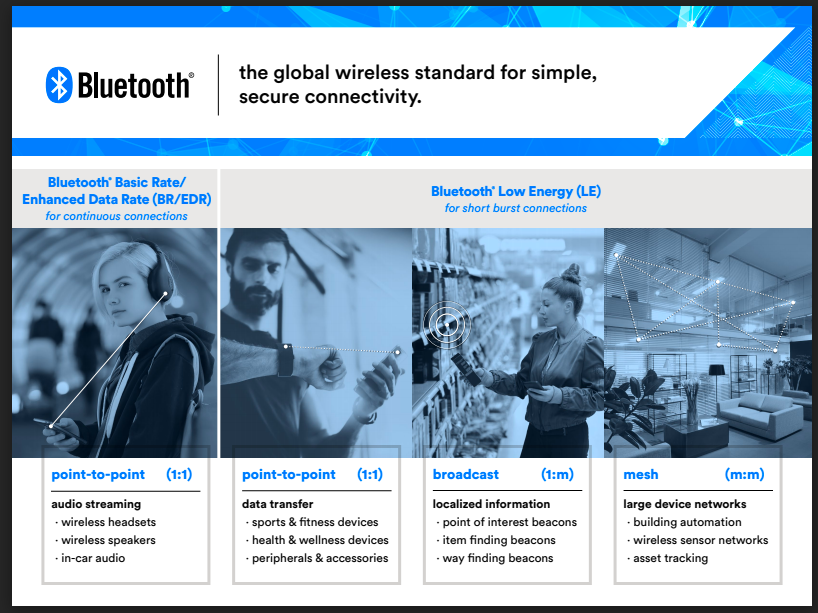 Bluetooth®
the global wireless standard for simple,
secure connectivity.
Bluetooth® Basic Rate/
Enhanced Data Rate (BR/EDR)
for continuous connections
Bluetooth® Low Energy (LE)
for short burst connections
point-to-point (1:1)
audio streaming
· wireless headsets
· wireless speakers
· in-car audio
point-to-point (1:1)
data transfer
· sports & fitness devices
· health & wellness devices
· peripherals & accessories
broadcast (1:m)
localized information
· point of interest beacons
· item finding beacons
· way finding beacons
mesh (m:m)
large device networks
· building automation
· wireless sensor networks
· asset tracking